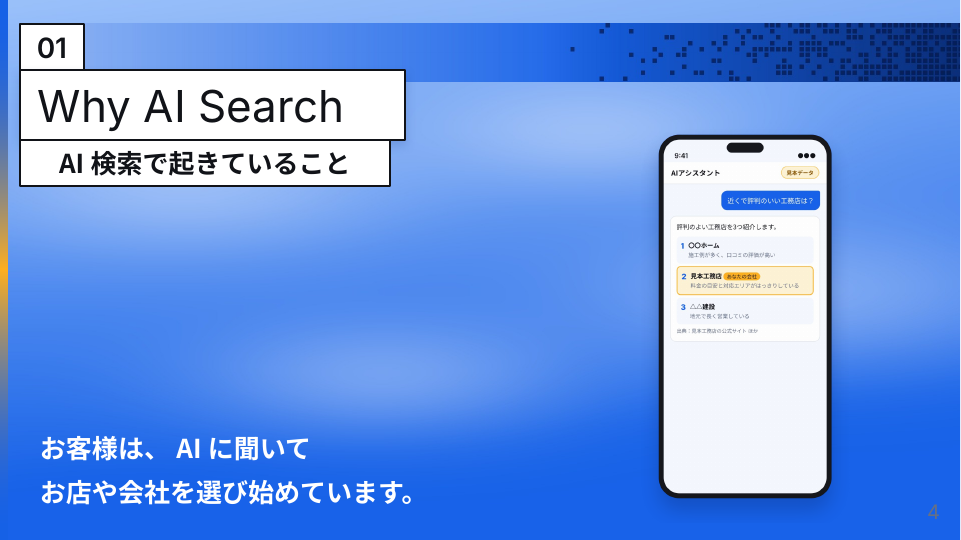 01
Why AI Search
AI 検索で起きていること
9:41
AIアシスタント
見本データ
近くで評判のいい工務店は？
評判のよい工務店を3つ紹介します。
1 〇〇ホーム
施工例が多く、口コミの評価が高い
2 見本工務店 あなたの会社
料金の目安と対応エリアがはっきりしている
3 △△建設
地元で長く営業している
出典：見本工務店の公式サイト ほか
お客様は、 AI に聞いて
お店や会社を選び始めています。
4